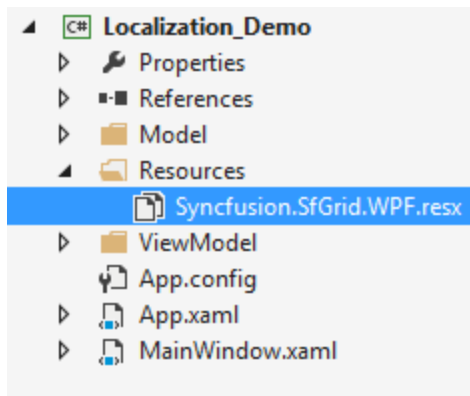 C# Localization_Demo
Properties
References
Model
Resources
Syncfusion.SfGrid.WPF.resx
ViewModel
App.config
App.xaml
MainWindow.xaml